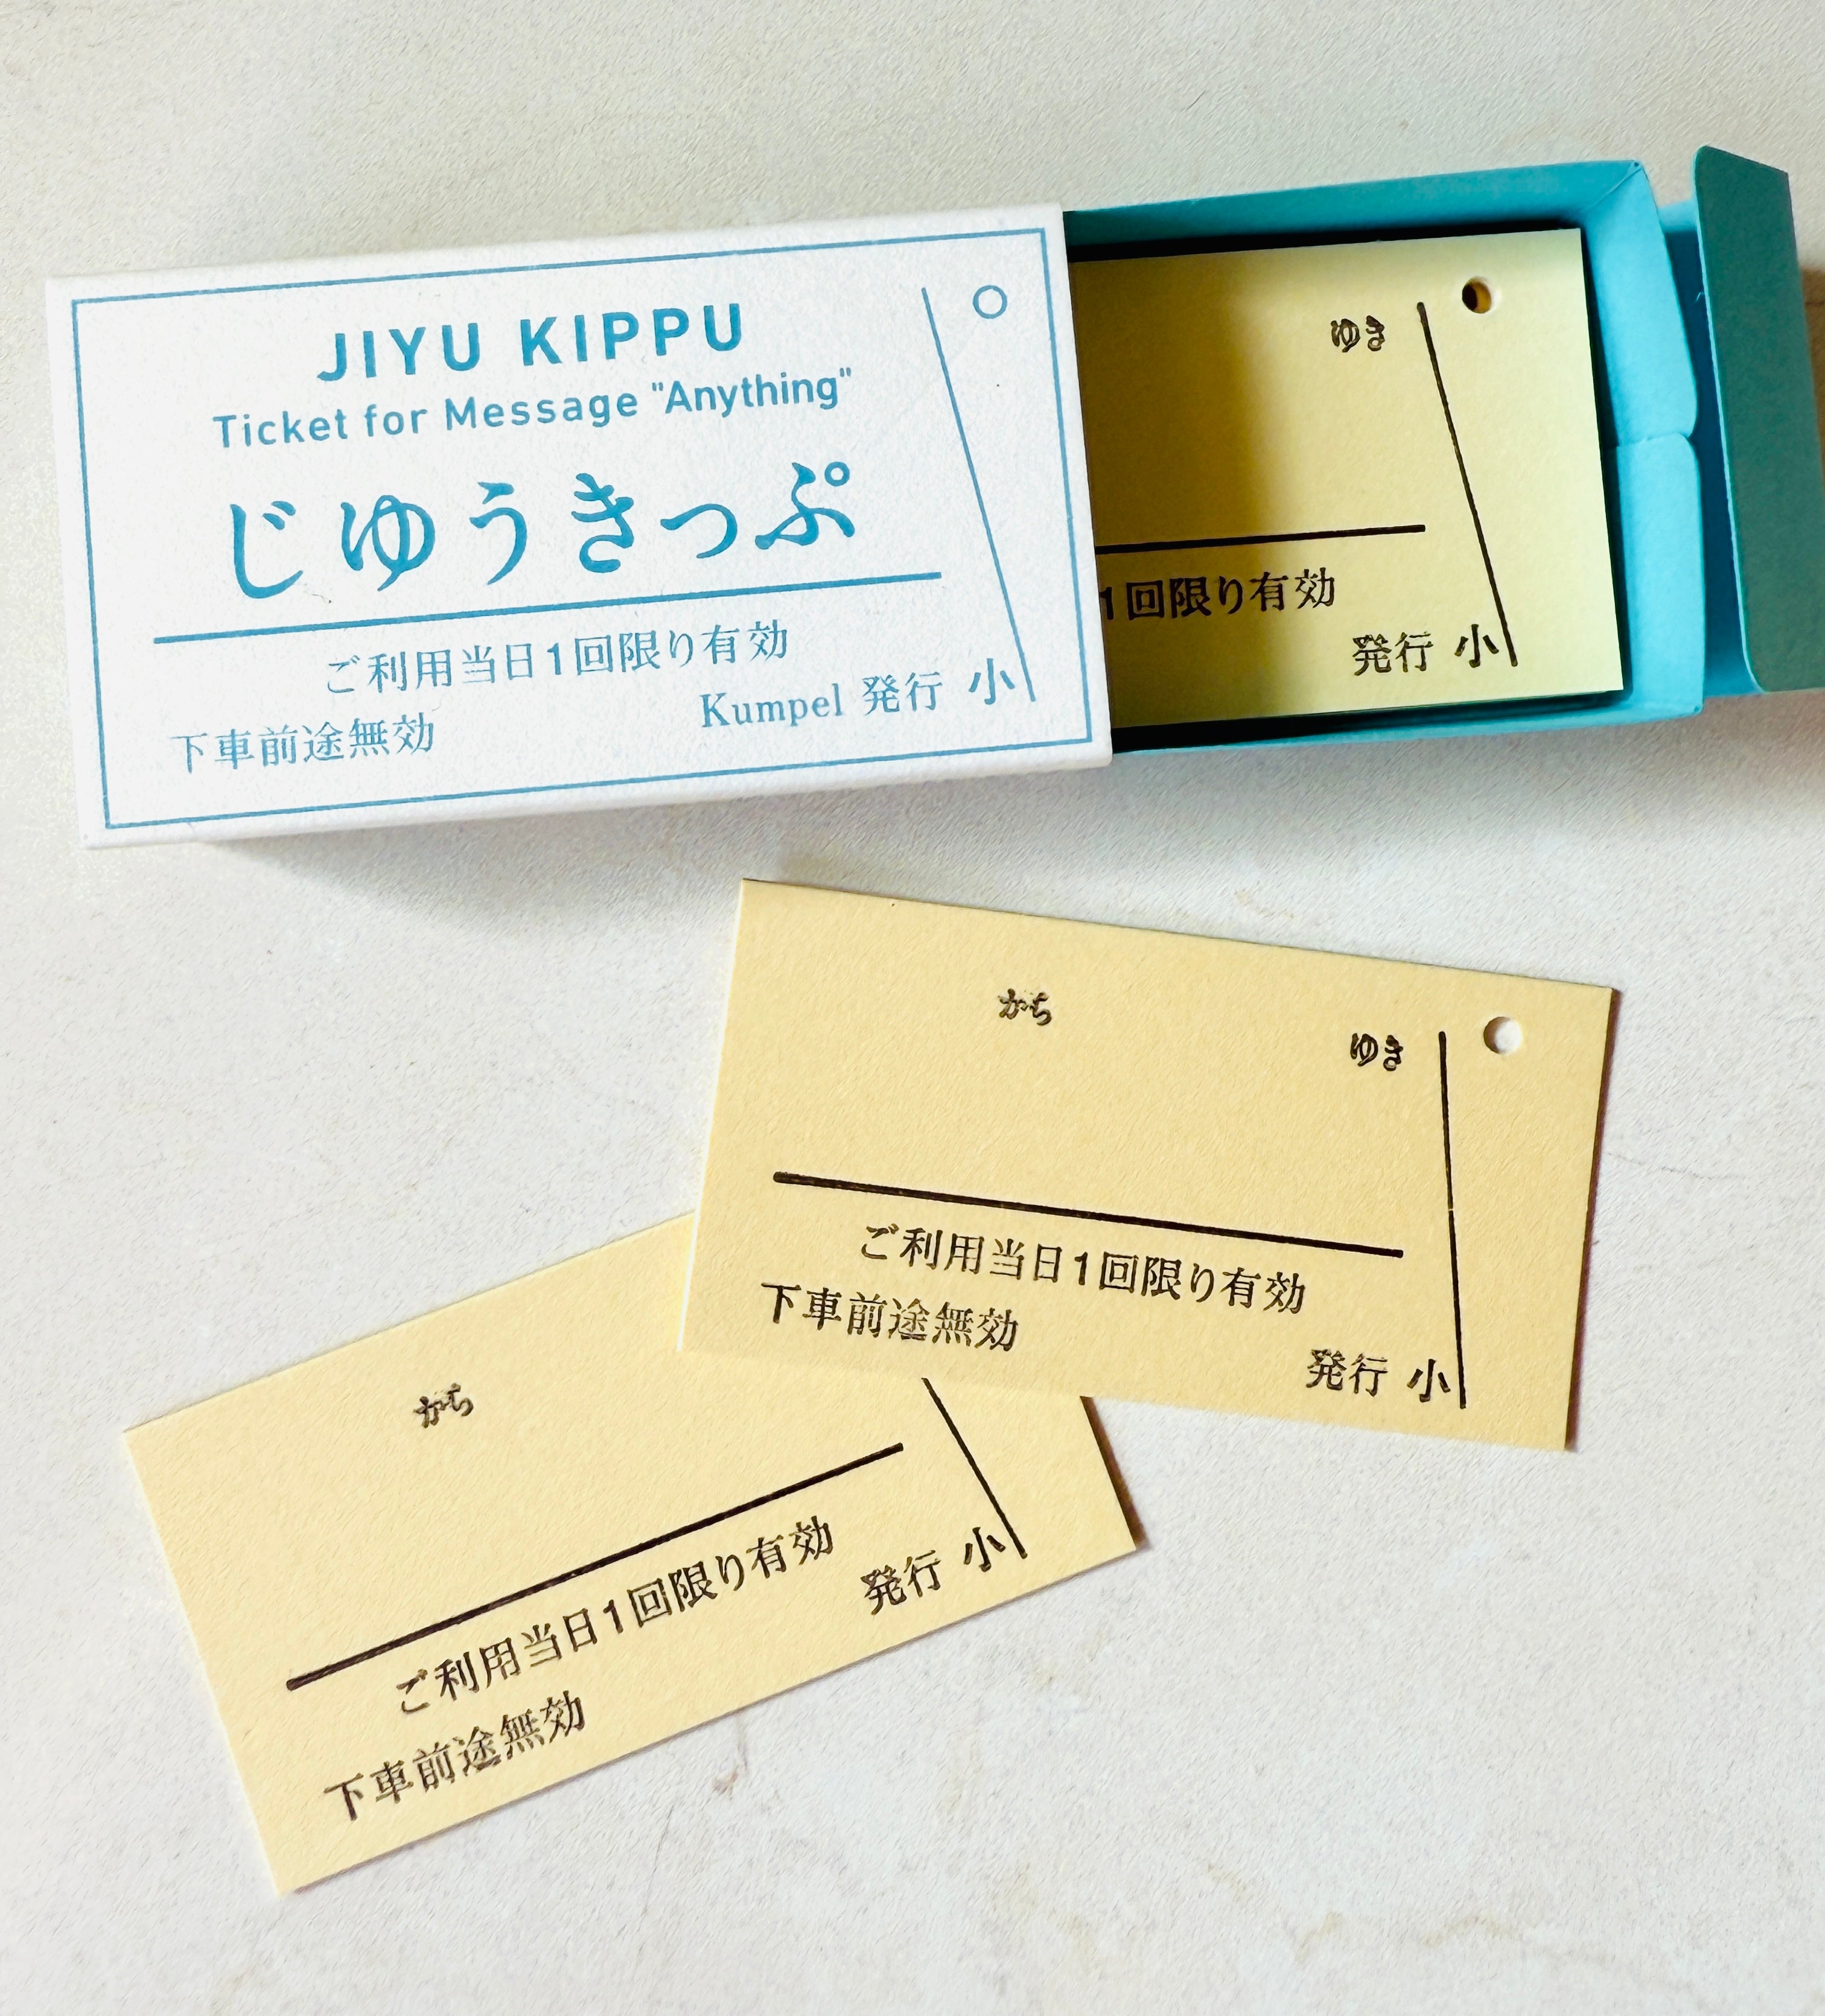 JIYU KIPPU
Ticket for Message "Anything"
じゆうきっぷ
ご利用当日1回限り有効
Kumpel 発行 小
下車前途無効
ゆき
1回限り有効
発行 小
から
ゆき
ご利用当日1回限り有効
下車前途無効
発行 小
から
ご利用当日1回限り有効
発行 小
下車前途無効